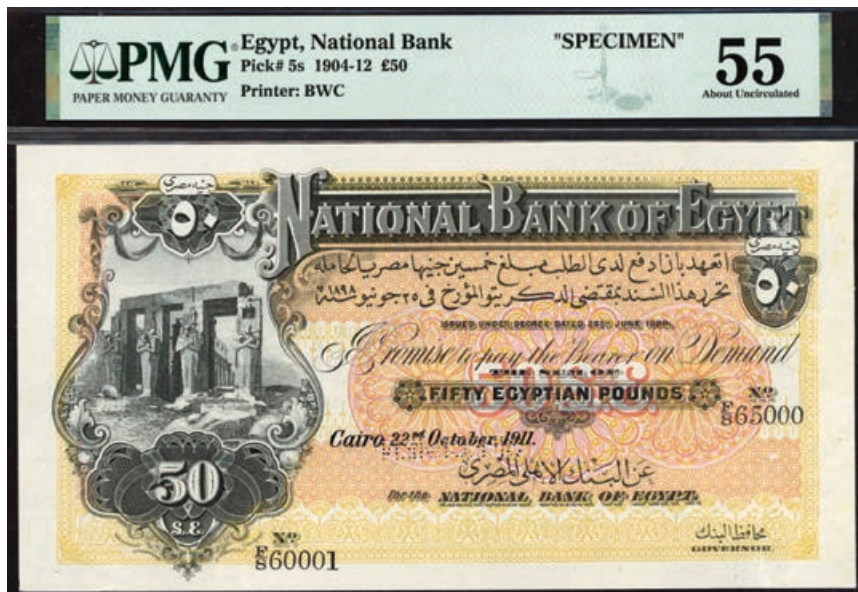 PMG
PAPER MONEY GUARANTY
Egypt, National Bank
Pick# 5s 1904-12 £50
Printer: BWC
"SPECIMEN"
55
About Uncirculated
جنيه مصرى
٥٠
NATIONAL BANK OF EGYPT
جنيه مصرى
٥٠
اتعهد بان ادفع لدى الطلب مبلغ خمسين جنيها مصريا لحامله
تحرر هذا السند بمقتضى الدكريتو المؤرخ فى ٢٥ جونيو سنة ١٨٩٨
ISSUED UNDER DECREE DATED 25TH JUNE 1898.
I Promise to pay the Bearer on Demand
THE SUM OF
FIFTY EGYPTIAN POUNDS
Nº
F/8 65000
Cairo 22nd October, 1911.
عن البنك الاهلى المصرى
For the NATIONAL BANK OF EGYPT.
50
£.E.
Nº
F/8 60001
محافظ البنك
GOVERNOR.